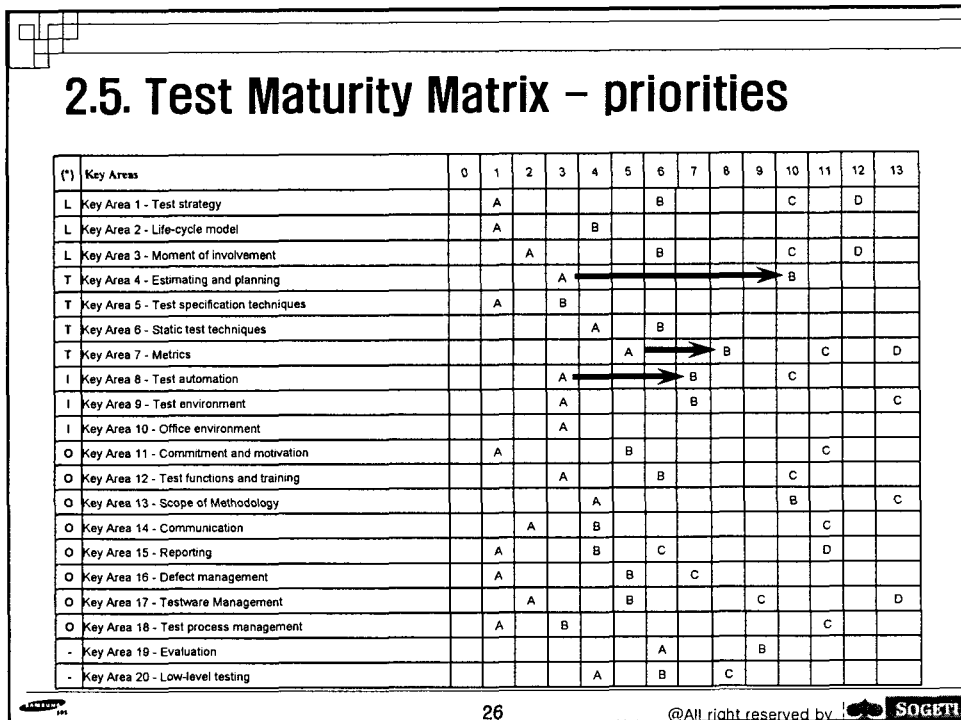 2.5. Test Maturity Matrix – priorities
(*) Key Areas 0 1 2 3 4 5 6 7 8 9 10 11 12 13
L Key Area 1 - Test strategy A B C D
L Key Area 2 - Life-cycle model A B
L Key Area 3 - Moment of involvement A B C D
T Key Area 4 - Estimating and planning A B
T Key Area 5 - Test specification techniques A B
T Key Area 6 - Static test techniques A B
T Key Area 7 - Metrics A B C D
I Key Area 8 - Test automation A B C
I Key Area 9 - Test environment A B C
I Key Area 10 - Office environment A
O Key Area 11 - Commitment and motivation A B C
O Key Area 12 - Test functions and training A B C
O Key Area 13 - Scope of Methodology A B C
O Key Area 14 - Communication A B C
O Key Area 15 - Reporting A B C D
O Key Area 16 - Defect management A B C
O Key Area 17 - Testware Management A B C D
O Key Area 18 - Test process management A B C
- Key Area 19 - Evaluation A B
- Key Area 20 - Low-level testing A B C
SAMSUNG
26 @All right reserved by SOGETI